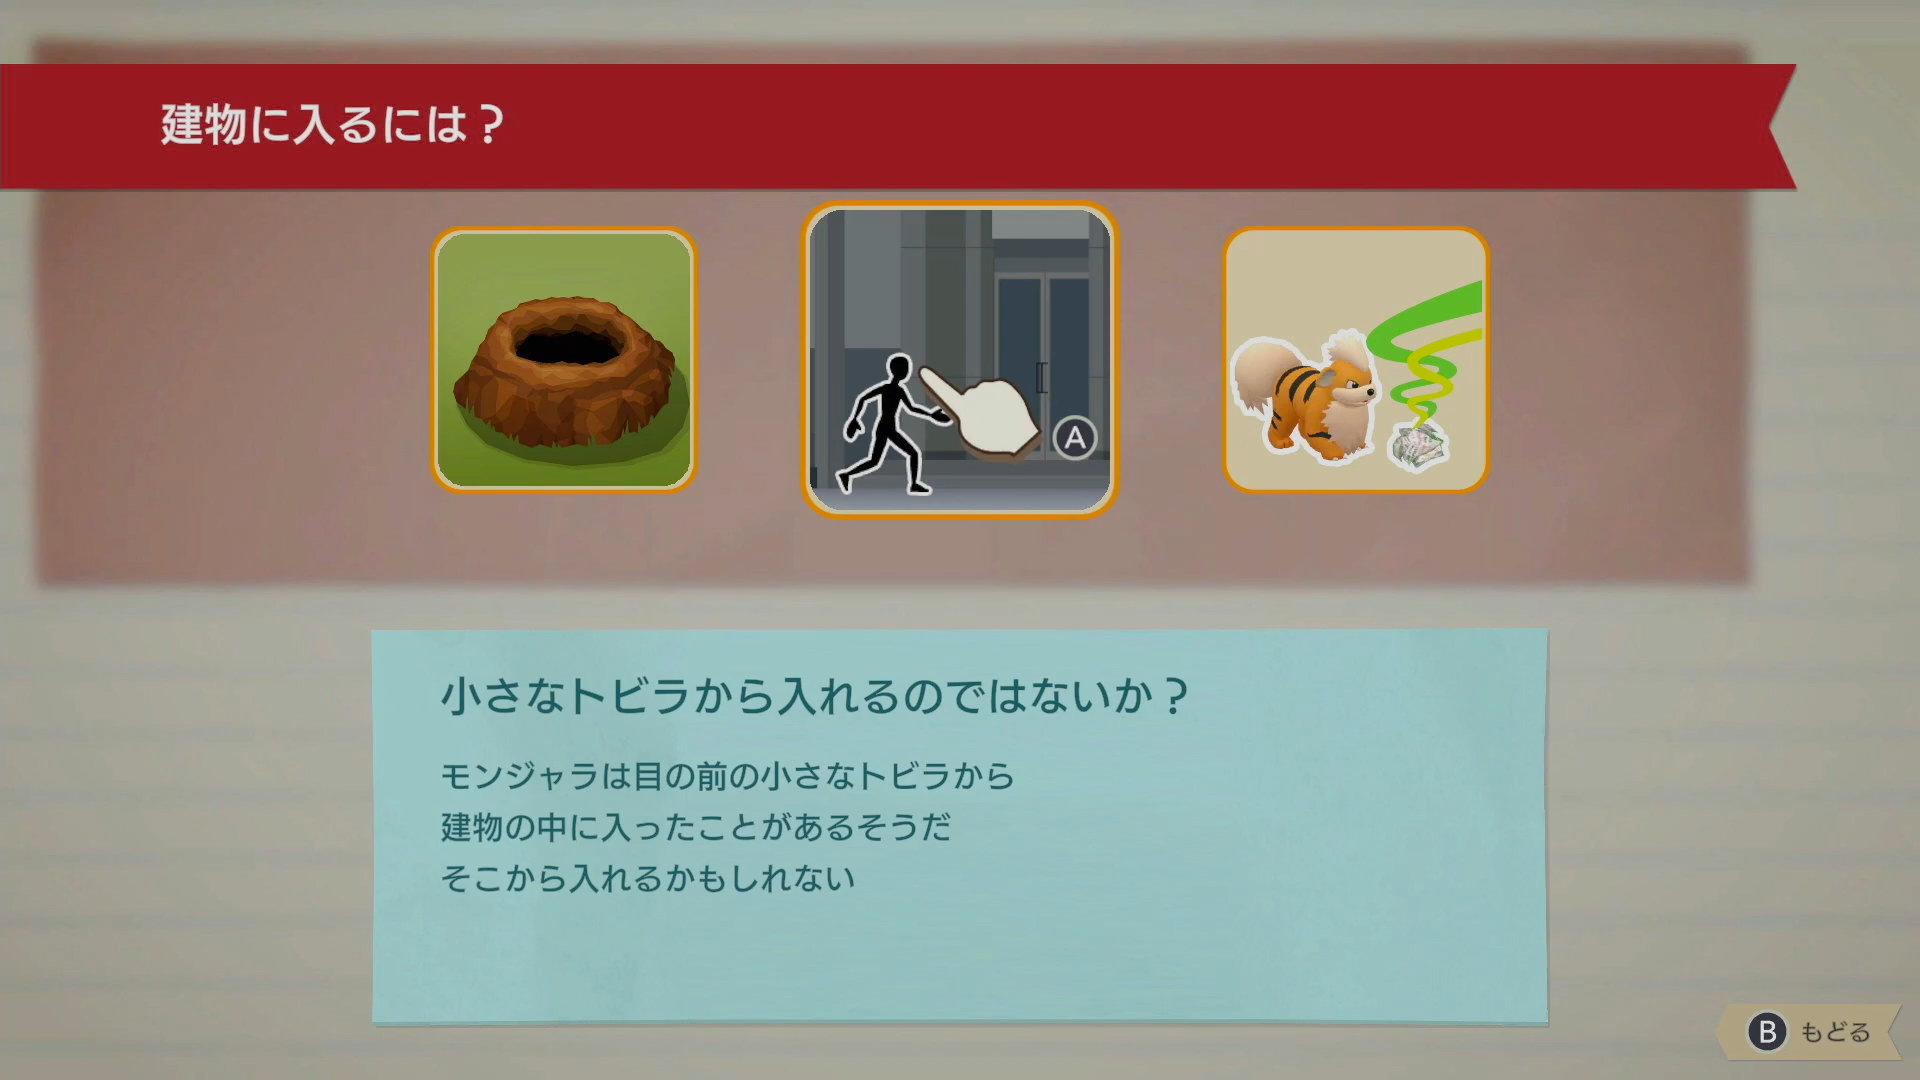 建物に入るには？
A
小さなトビラから入れるのではないか？
モンジャラは目の前の小さなトビラから
建物の中に入ったことがあるそうだ
そこから入れるかもしれない
B もどる